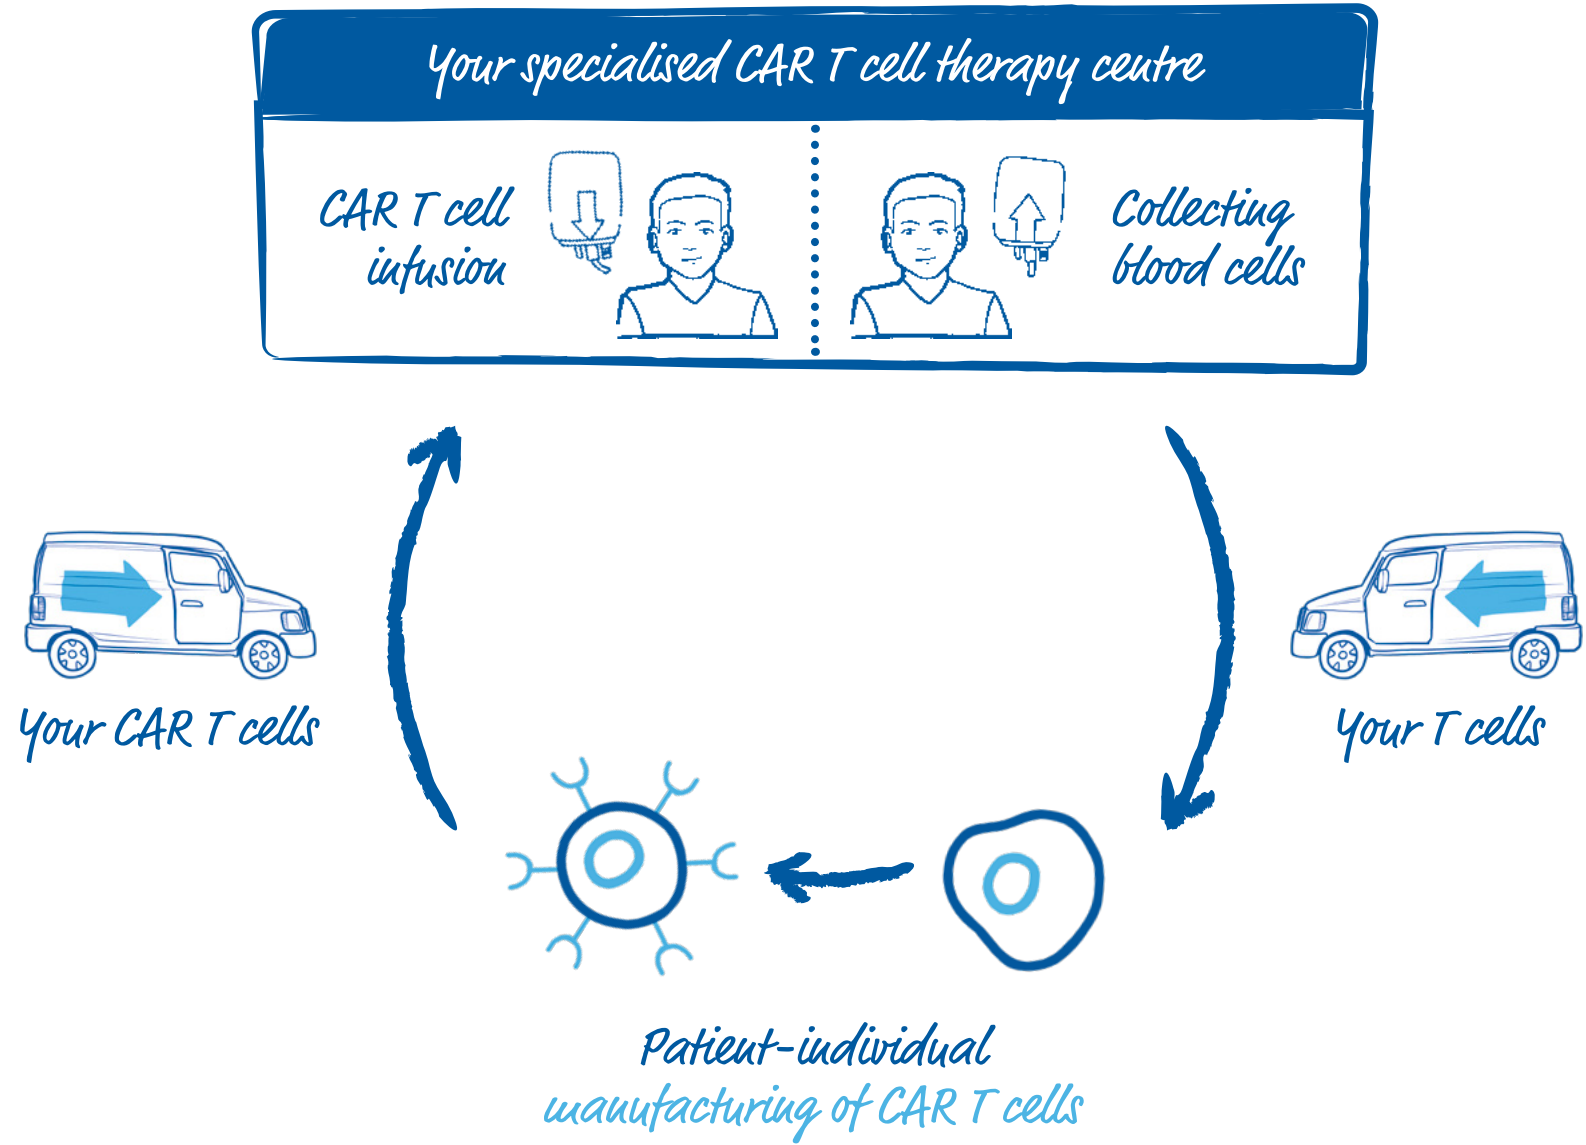 Your specialised CAR T cell therapy centre
CAR T cell
infusion
Collecting
blood cells
Your CAR T cells
Your T cells
Patient-individual
manufacturing of CAR T cells